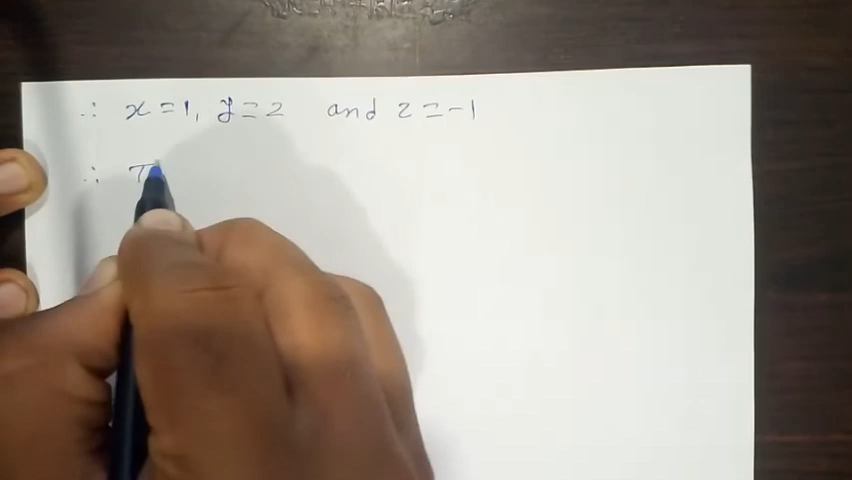 ∴ x = 1, y = 2 and z = -1
∴ T